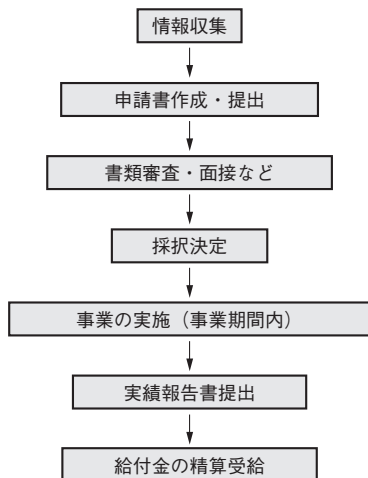 情報収集
申請書作成・提出
書類審査・面接など
採択決定
事業の実施（事業期間内）
実績報告書提出
給付金の精算受給